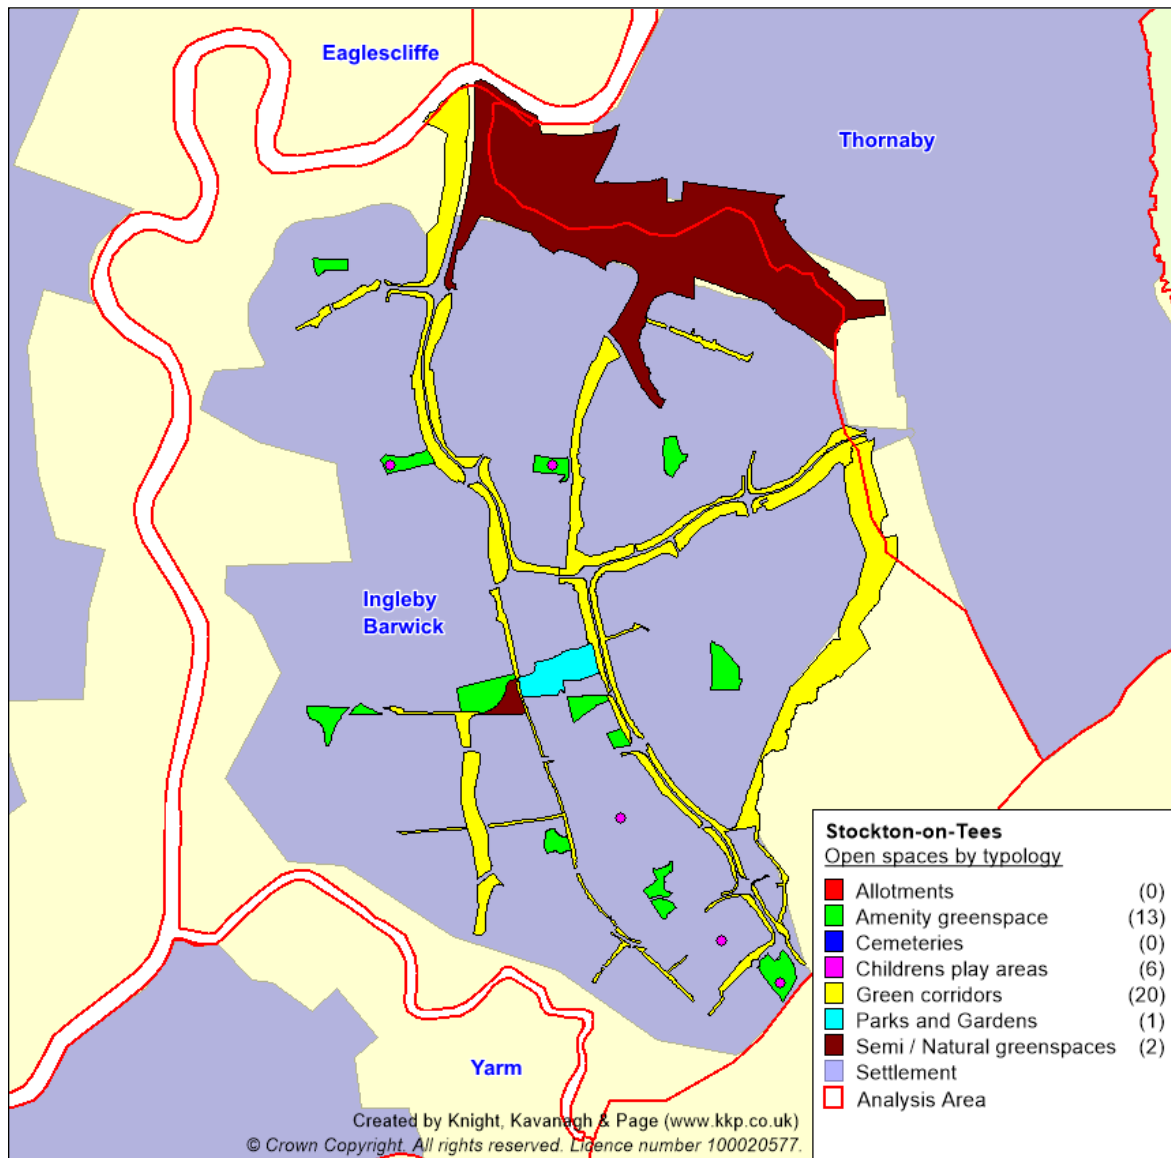 Eaglescliffe
Thornaby
Ingleby
Barwick
Yarm
Stockton-on-Tees
Open spaces by typology
Allotments (0)
Amenity greenspace (13)
Cemeteries (0)
Childrens play areas (6)
Green corridors (20)
Parks and Gardens (1)
Semi / Natural greenspaces (2)
Settlement
Analysis Area
Created by Knight, Kavanagh & Page (www.kkp.co.uk)
© Crown Copyright. All rights reserved. Licence number 100020577.